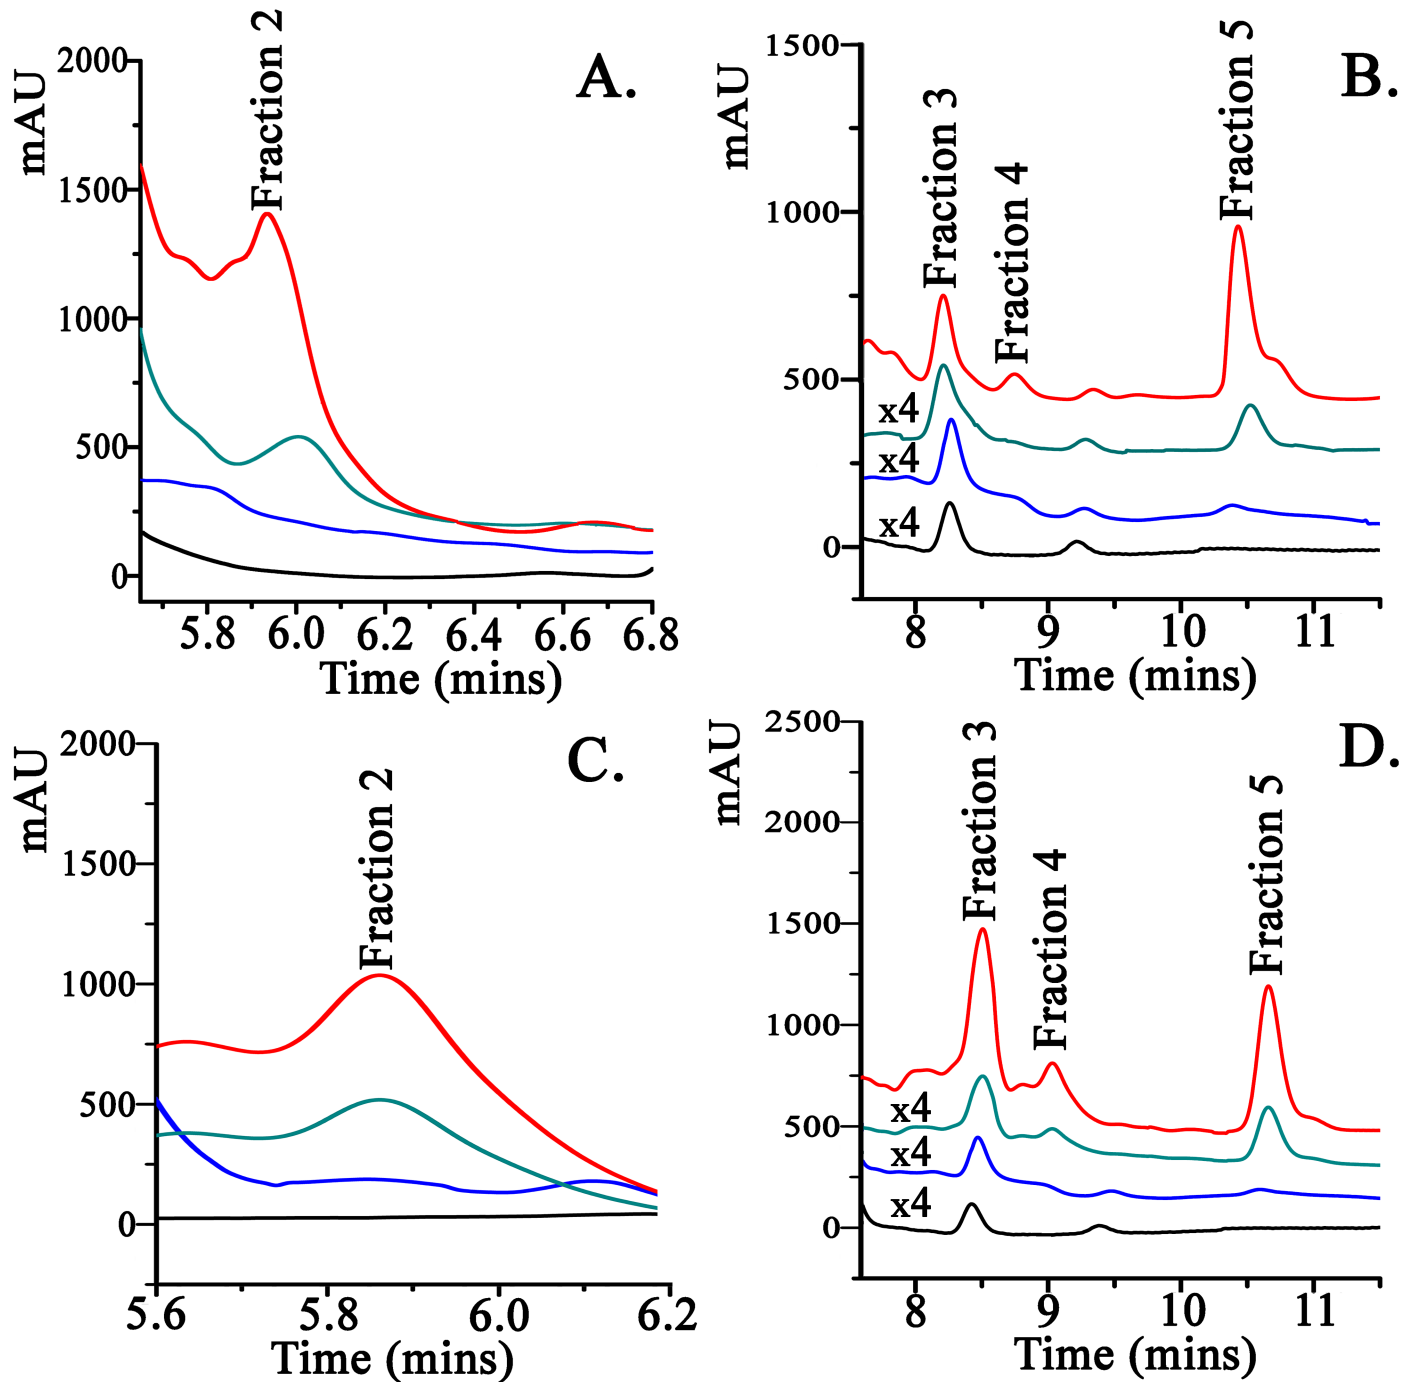 A.
mAU
2000
1500
1000
500
0
Fraction 2
5.8 6.0 6.2 6.4 6.6 6.8
Time (mins)
B.
mAU
1500
1000
500
0
Fraction 3
Fraction 4
Fraction 5
x4
x4
x4
8 9 10 11
Time (mins)
C.
mAU
2000
1500
1000
500
0
Fraction 2
5.6 5.8 6.0 6.2
Time (mins)
D.
mAU
2500
2000
1500
1000
500
0
Fraction 3
Fraction 4
Fraction 5
x4
x4
x4
8 9 10 11
Time (mins)